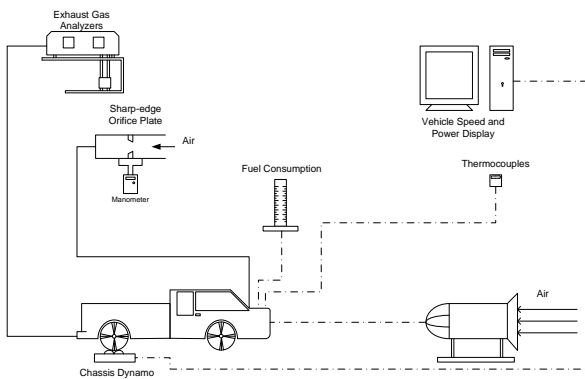 Exhaust Gas
Analyzers
Sharp-edge
Orifice Plate
Air
Manometer
Fuel Consumption
Vehicle Speed and
Power Display
Thermocouples
Air
Chassis Dynamo